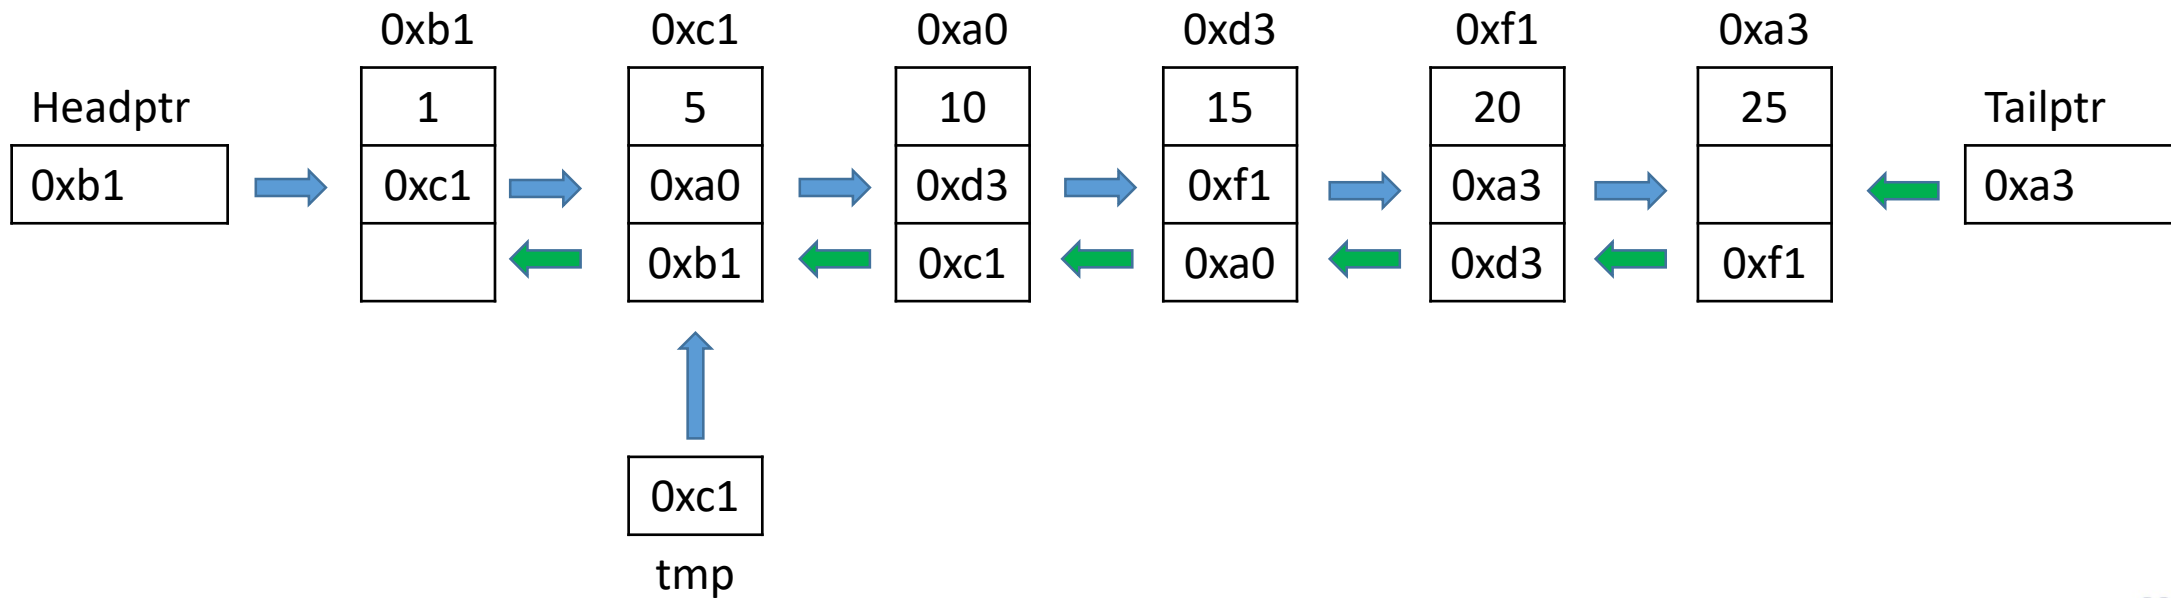 0xb1 0xc1 0xa0 0xd3 0xf1 0xa3
Headptr 1 5 10 15 20 25 Tailptr
0xb1 0xc1 0xa0 0xd3 0xf1 0xa3 0xa3
0xb1 0xc1 0xa0 0xd3 0xf1
0xc1
tmp